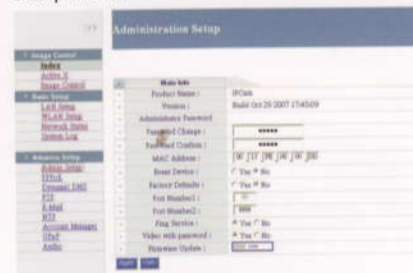 Administration Setup
Image Control
Index
Active X
Image Control
Basic Setup
LAN Setup
WLAN Setup
Network Status
System Log
Advance Setup
Admin Setup
Dynamic DNS
FTP
E-Mail
NTP
Account Manager
UPnP
Audio
Main Info
Product Name : IPCam
Version : Build Oct 29 2007 17:45:09
Administrator Password
Password Change : *****
Password Confirm : *****
MAC Address :
Reset Device : Yes No
Factory Defaults : Yes No
Port Number1 :
Port Number2 :
Ping Service : Yes No
Video with password : Yes No
Firmware Update :